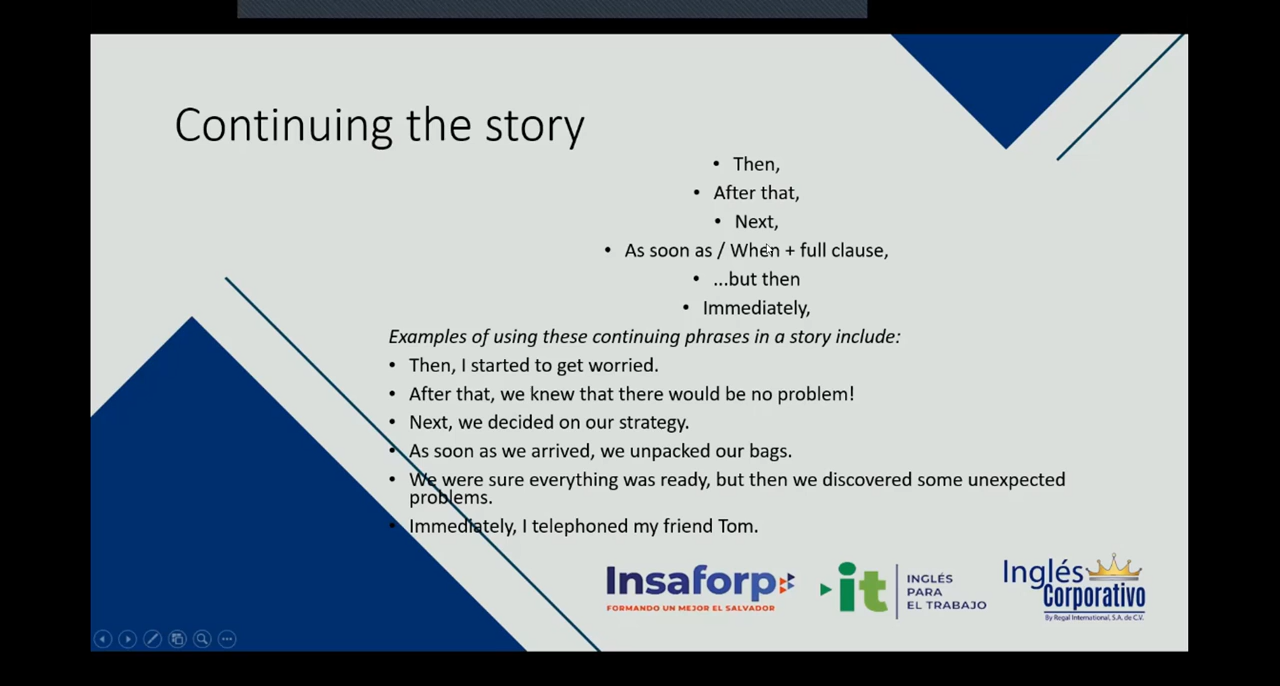 Continuing the story
• Then,
• After that,
• Next,
• As soon as / When + full clause,
• ...but then
• Immediately,
Examples of using these continuing phrases in a story include:
• Then, I started to get worried.
• After that, we knew that there would be no problem!
• Next, we decided on our strategy.
• As soon as we arrived, we unpacked our bags.
• We were sure everything was ready, but then we discovered some unexpected
problems.
• Immediately, I telephoned my friend Tom.
Insaforp
FORMANDO UN MEJOR EL SALVADOR
it
INGLÉS
PARA
EL TRABAJO
Inglés
Corporativo
By Regal International, S.A. de C.V.